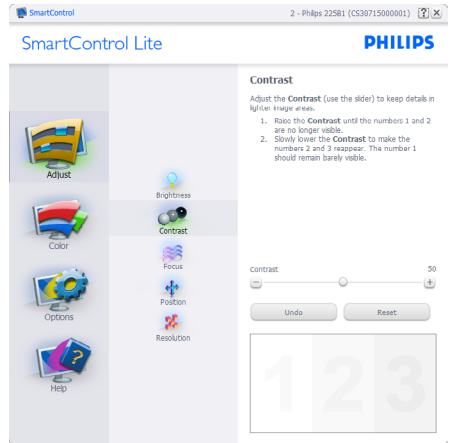 SmartControl
2 - Philips 225B1 (CS30715000001) ? X
SmartControl Lite
PHILIPS
Adjust
Color
Options
Help
Brightness
Contrast
Focus
Position
Resolution
Contrast
Adjust the Contrast (use the slider) to keep details in
lighter image areas.
1. Raise the Contrast until the numbers 1 and 2
are no longer visible.
2. Slowly lower the Contrast to make the
numbers 2 and 3 reappear. The number 1
should remain barely visible.
Contrast 50
Undo Reset
1 2 3